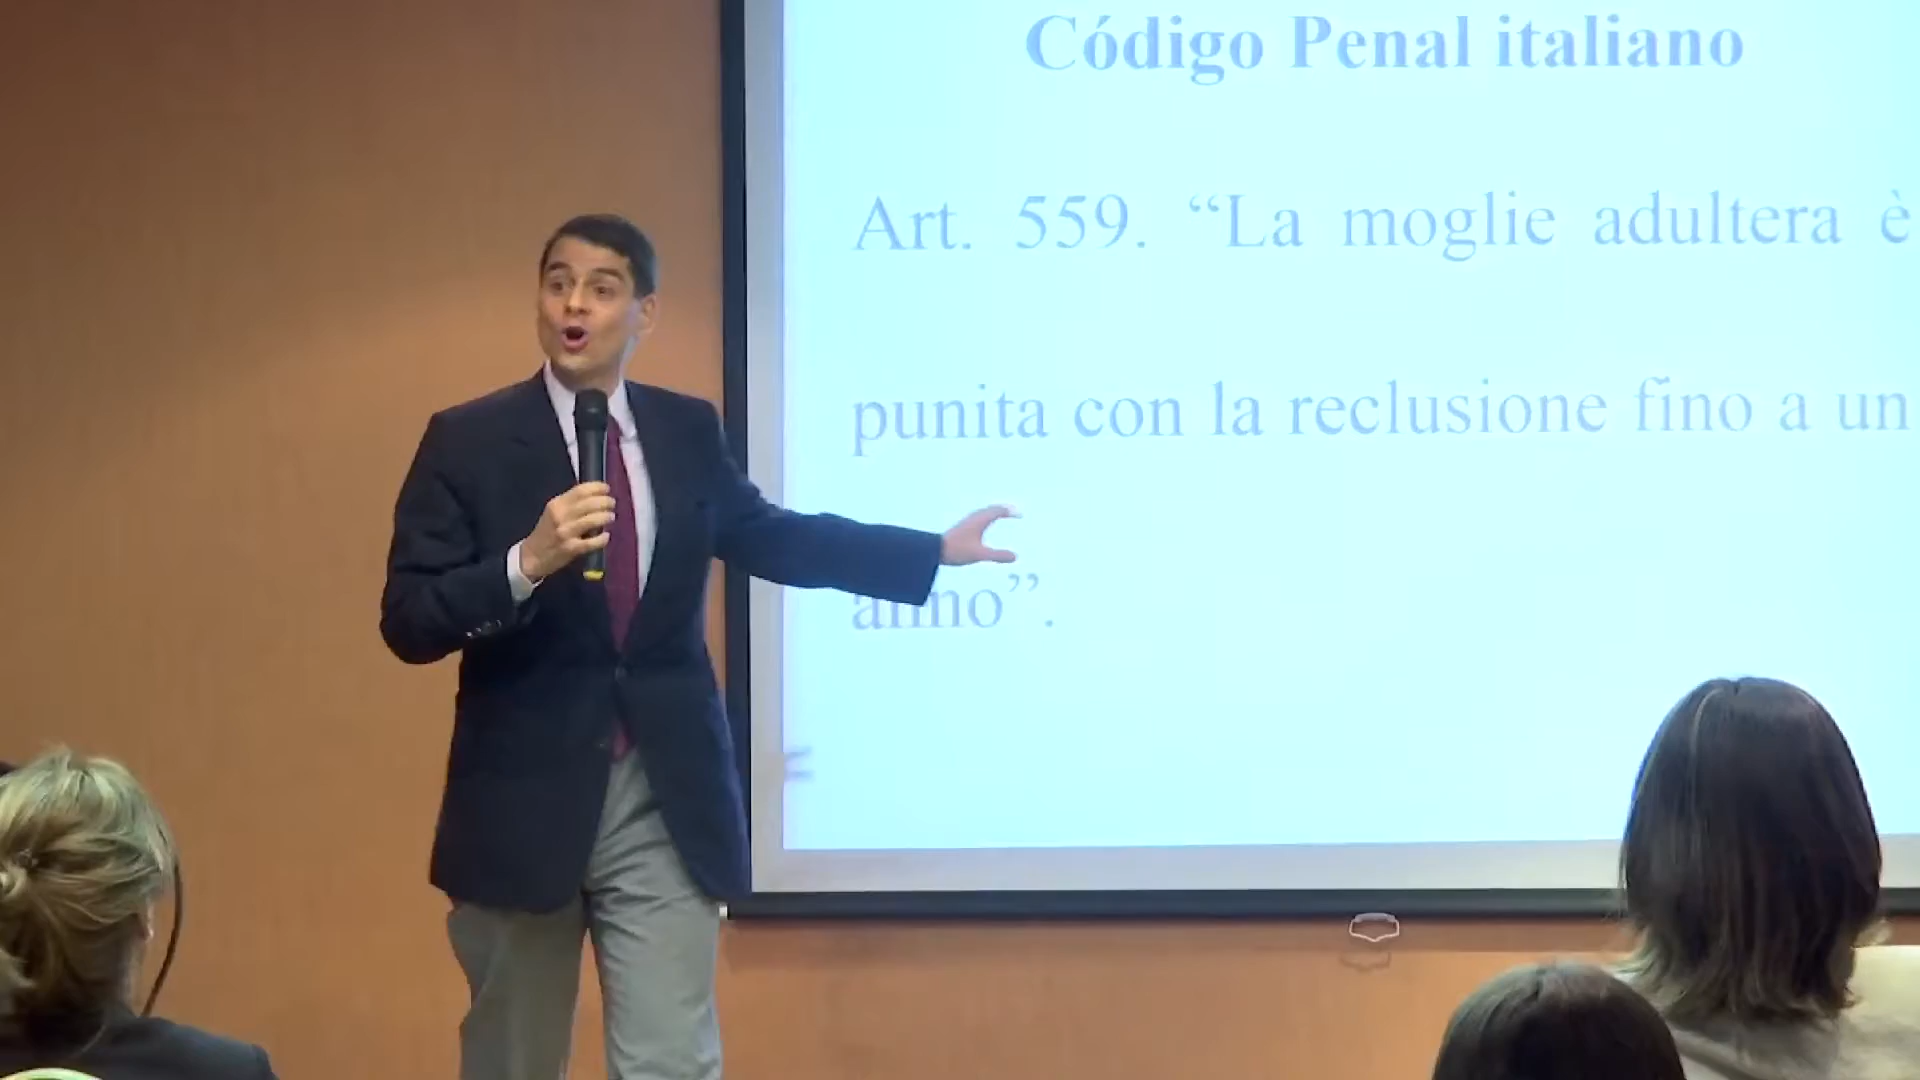 Código Penal italiano
Art. 559. “La moglie adultera è
punita con la reclusione fino a un
anno”.